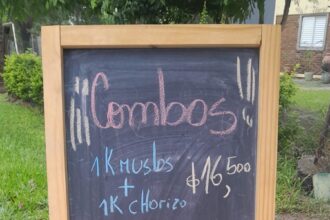 Combos
1K Muslos
+
1K CHorizo
$16,500